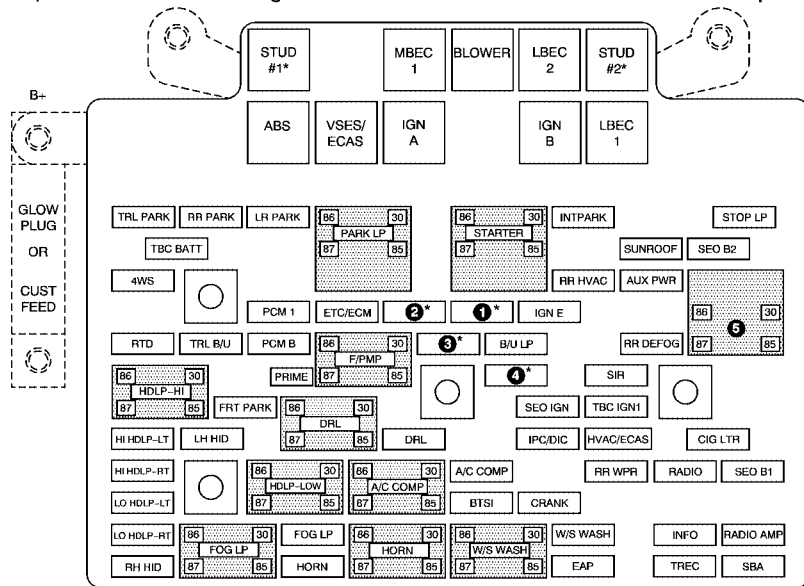 STUD #1*
MBEC 1
BLOWER
LBEC 2
STUD #2*
B+
ABS
VSES/ ECAS
IGN A
IGN B
LBEC 1
GLOW PLUG OR CUST FEED
TRL PARK
RR PARK
LR PARK
86 30
PARK LP
87 85
86 30
STARTER
87 85
INTPARK
STOP LP
TBC BATT
SUNROOF
SEO B2
4WS
RR HVAC
AUX PWR
PCM 1
ETC/ECM
2*
1*
IGN E
86 30
5
87 85
RTD
TRL B/U
PCM B
86 30
F/PMP
87 85
3*
B/U LP
RR DEFOG
PRIME
4*
SIR
86 30
HDLP-HI
87 85
FRT PARK
86 30
DRL
87 85
SEO IGN
TBC IGN1
HI HDLP-LT
LH HID
DRL
IPC/DIC
HVAC/ECAS
CIG LTR
HI HDLP-RT
86 30
HDLP-LOW
87 85
86 30
A/C COMP
87 85
A/C COMP
RR WPR
RADIO
SEO B1
LO HDLP-LT
BTSI
CRANK
LO HDLP-RT
86 30
FOG LP
87 85
FOG LP
86 30
HORN
87 85
86 30
W/S WASH
87 85
W/S WASH
INFO
RADIO AMP
RH HID
HORN
EAP
TREC
SBA